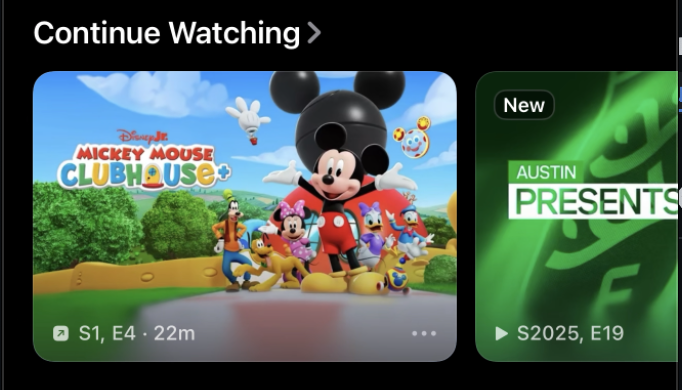 Continue Watching
Disney Jr.
MICKEY MOUSE
CLUBHOUSE+
S1, E4 · 22m
New
AUSTIN
PRESENTS
S2025, E19